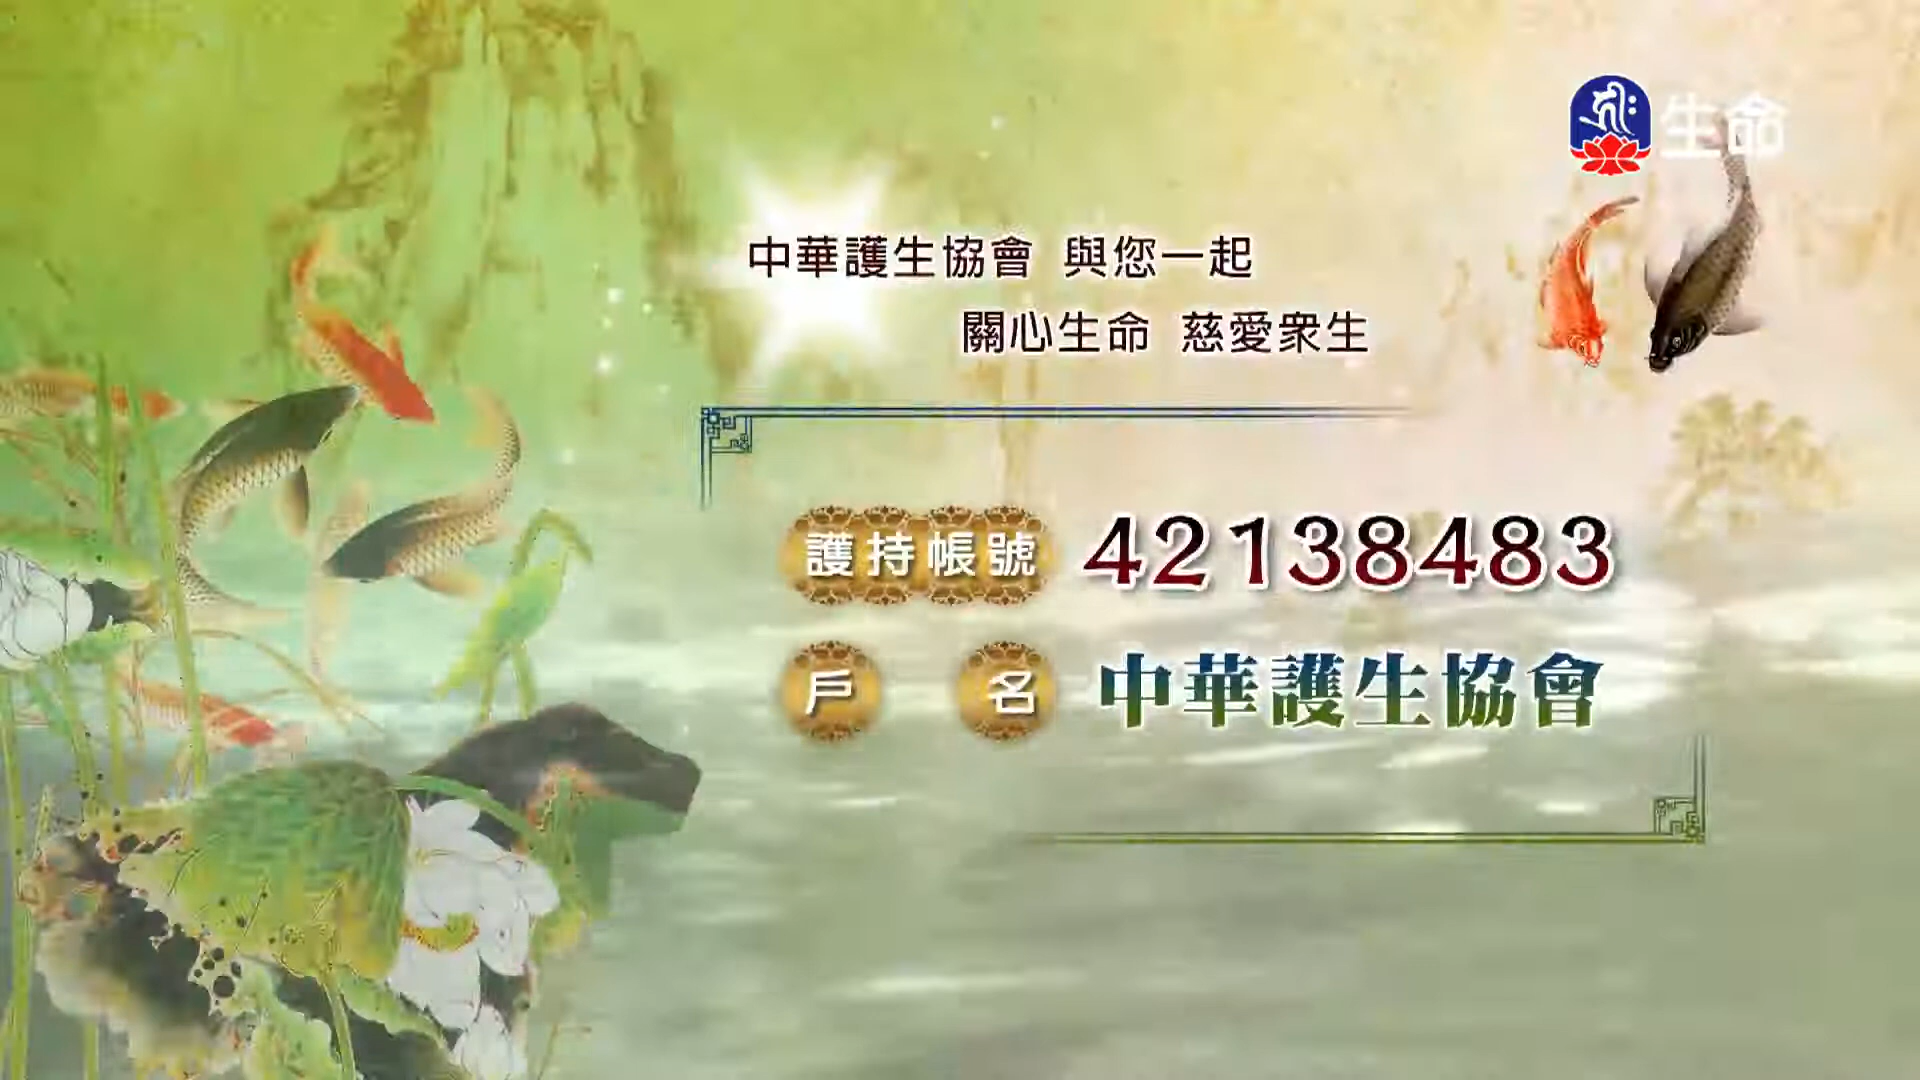 生命
中華護生協會 與您一起
關心生命 慈愛眾生
護持帳號 42138483
戶名 中華護生協會